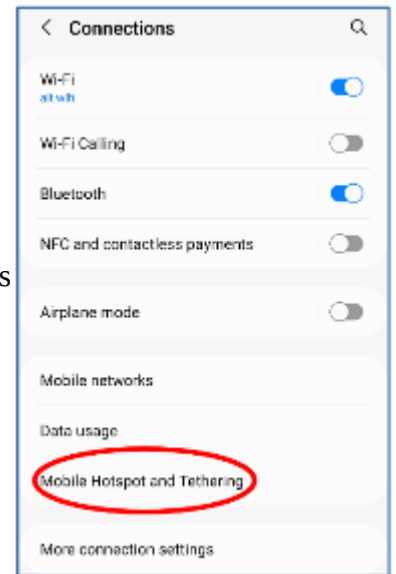 Connections
Wi-Fi
Wi-Fi Calling
Bluetooth
NFC and contactless payments
s
Airplane mode
Mobile networks
Data usage
Mobile Hotspot and Tethering
More connection settings